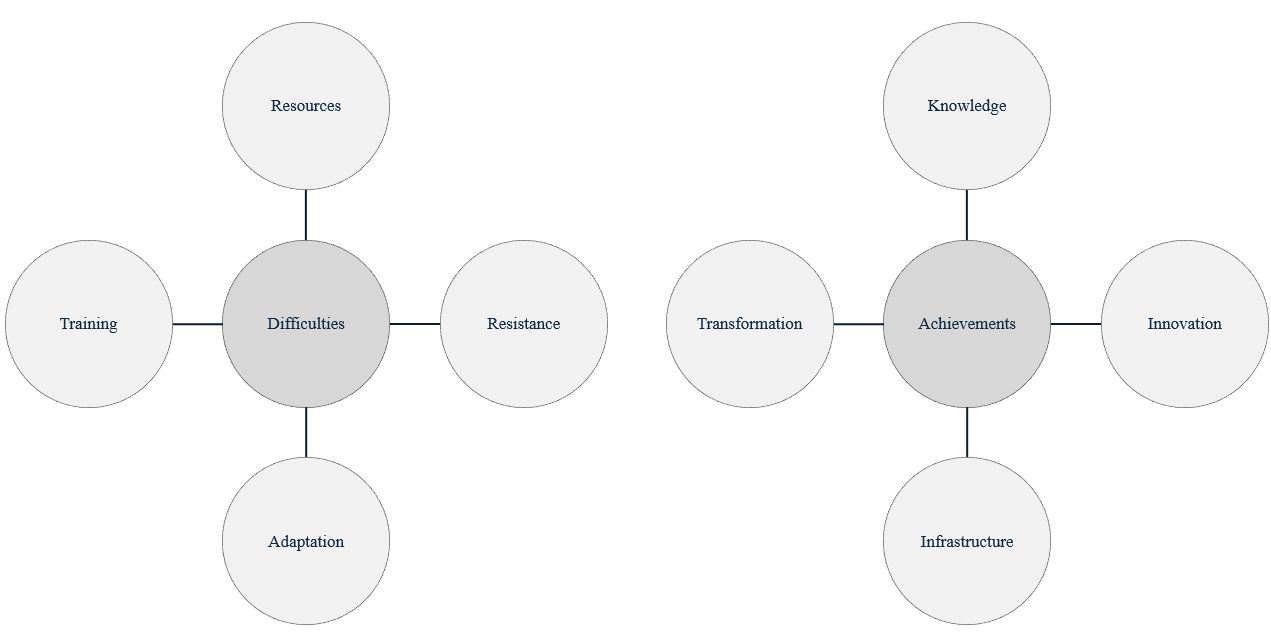 Resources
Training
Difficulties
Resistance
Adaptation
Knowledge
Transformation
Achievements
Innovation
Infrastructure